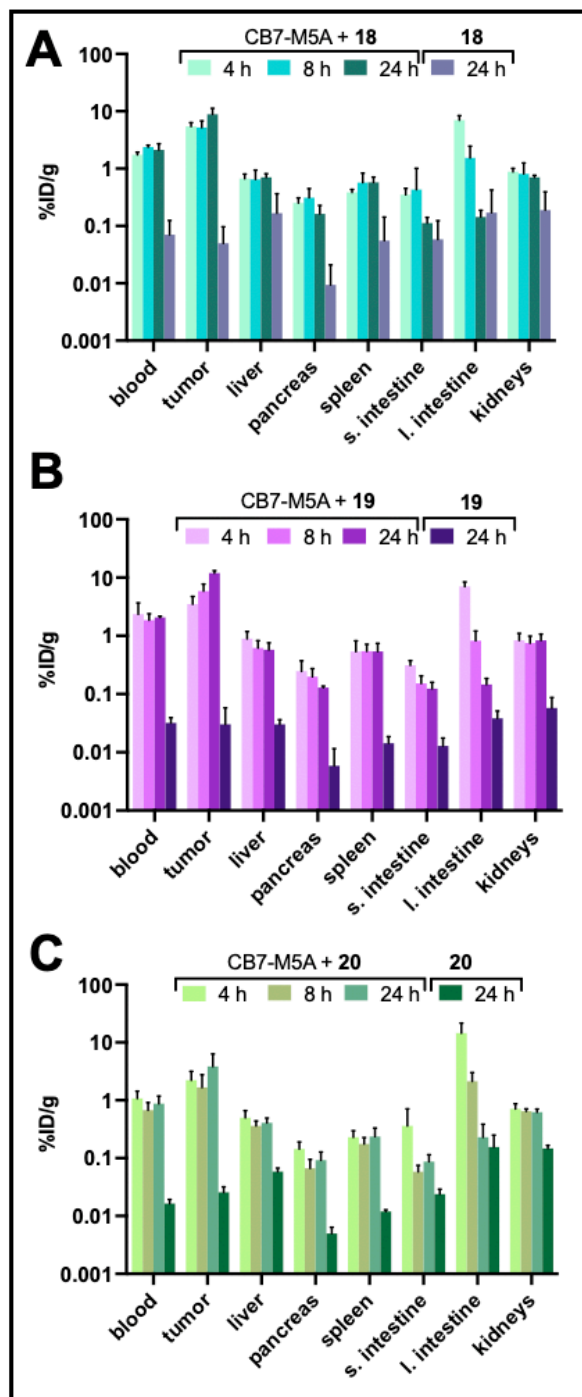 A
CB7-M5A + 18
18
4 h 8 h 24 h 24 h
%ID/g
100
10
1
0.1
0.01
0.001
blood
tumor
liver
pancreas
spleen
s. intestine
l. intestine
kidneys
B
CB7-M5A + 19
19
4 h 8 h 24 h 24 h
%ID/g
100
10
1
0.1
0.01
0.001
blood
tumor
liver
pancreas
spleen
s. intestine
l. intestine
kidneys
C
CB7-M5A + 20
20
4 h 8 h 24 h 24 h
%ID/g
100
10
1
0.1
0.01
0.001
blood
tumor
liver
pancreas
spleen
s. intestine
l. intestine
kidneys